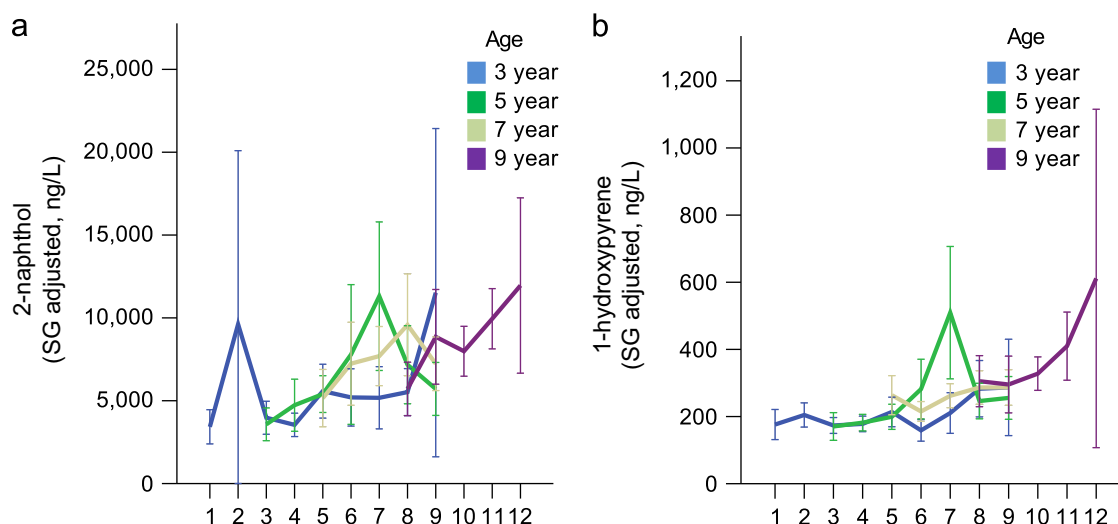 a
25,000
20,000
15,000
10,000
5,000
0
2-naphthol
(SG adjusted, ng/L)
Age
3 year
5 year
7 year
9 year
1 2 3 4 5 6 7 8 9 10 11 12
b
1,200
1,000
800
600
400
200
0
1-hydroxypyrene
(SG adjusted, ng/L)
Age
3 year
5 year
7 year
9 year
1 2 3 4 5 6 7 8 9 10 11 12